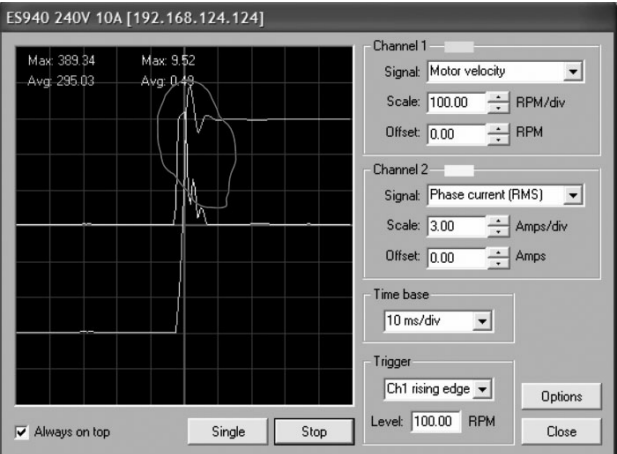 ES940 240V 10A [192.168.124.124]
Max: 389.34 Max: 9.52
Avg: 295.03 Avg: 0.49
Channel 1
Signal: Motor velocity
Scale: 100.00 RPM/div
Offset: 0.00 RPM
Channel 2
Signal: Phase current (RMS)
Scale: 3.00 Amps/div
Offset: 0.00 Amps
Time base
10 ms/div
Trigger
Ch1 rising edge
Level: 100.00 RPM
Options
Close
Always on top
Single
Stop